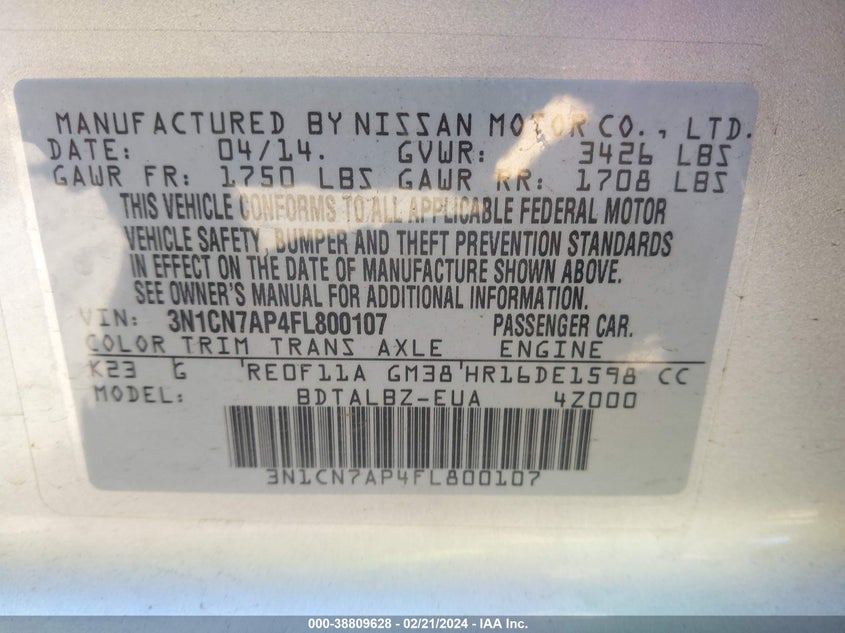 MANUFACTURED BY NISSAN MOTOR CO., LTD.
DATE: 04/14. GVWR: 3426 LBS
GAWR FR: 1750 LBS GAWR RR: 1708 LBS
THIS VEHICLE CONFORMS TO ALL APPLICABLE FEDERAL MOTOR
VEHICLE SAFETY, BUMPER AND THEFT PREVENTION STANDARDS
IN EFFECT ON THE DATE OF MANUFACTURE SHOWN ABOVE.
SEE OWNER'S MANUAL FOR ADDITIONAL INFORMATION.
VIN: 3N1CN7AP4FL800107 PASSENGER CAR.
COLOR TRIM TRANS AXLE ENGINE
K23 G RE0F11A GM38 HR16DE1598 CC
MODEL: BDTALBZ-EUA 4Z000
3N1CN7AP4FL800107
000-38809628 - 02/21/2024 - IAA Inc.